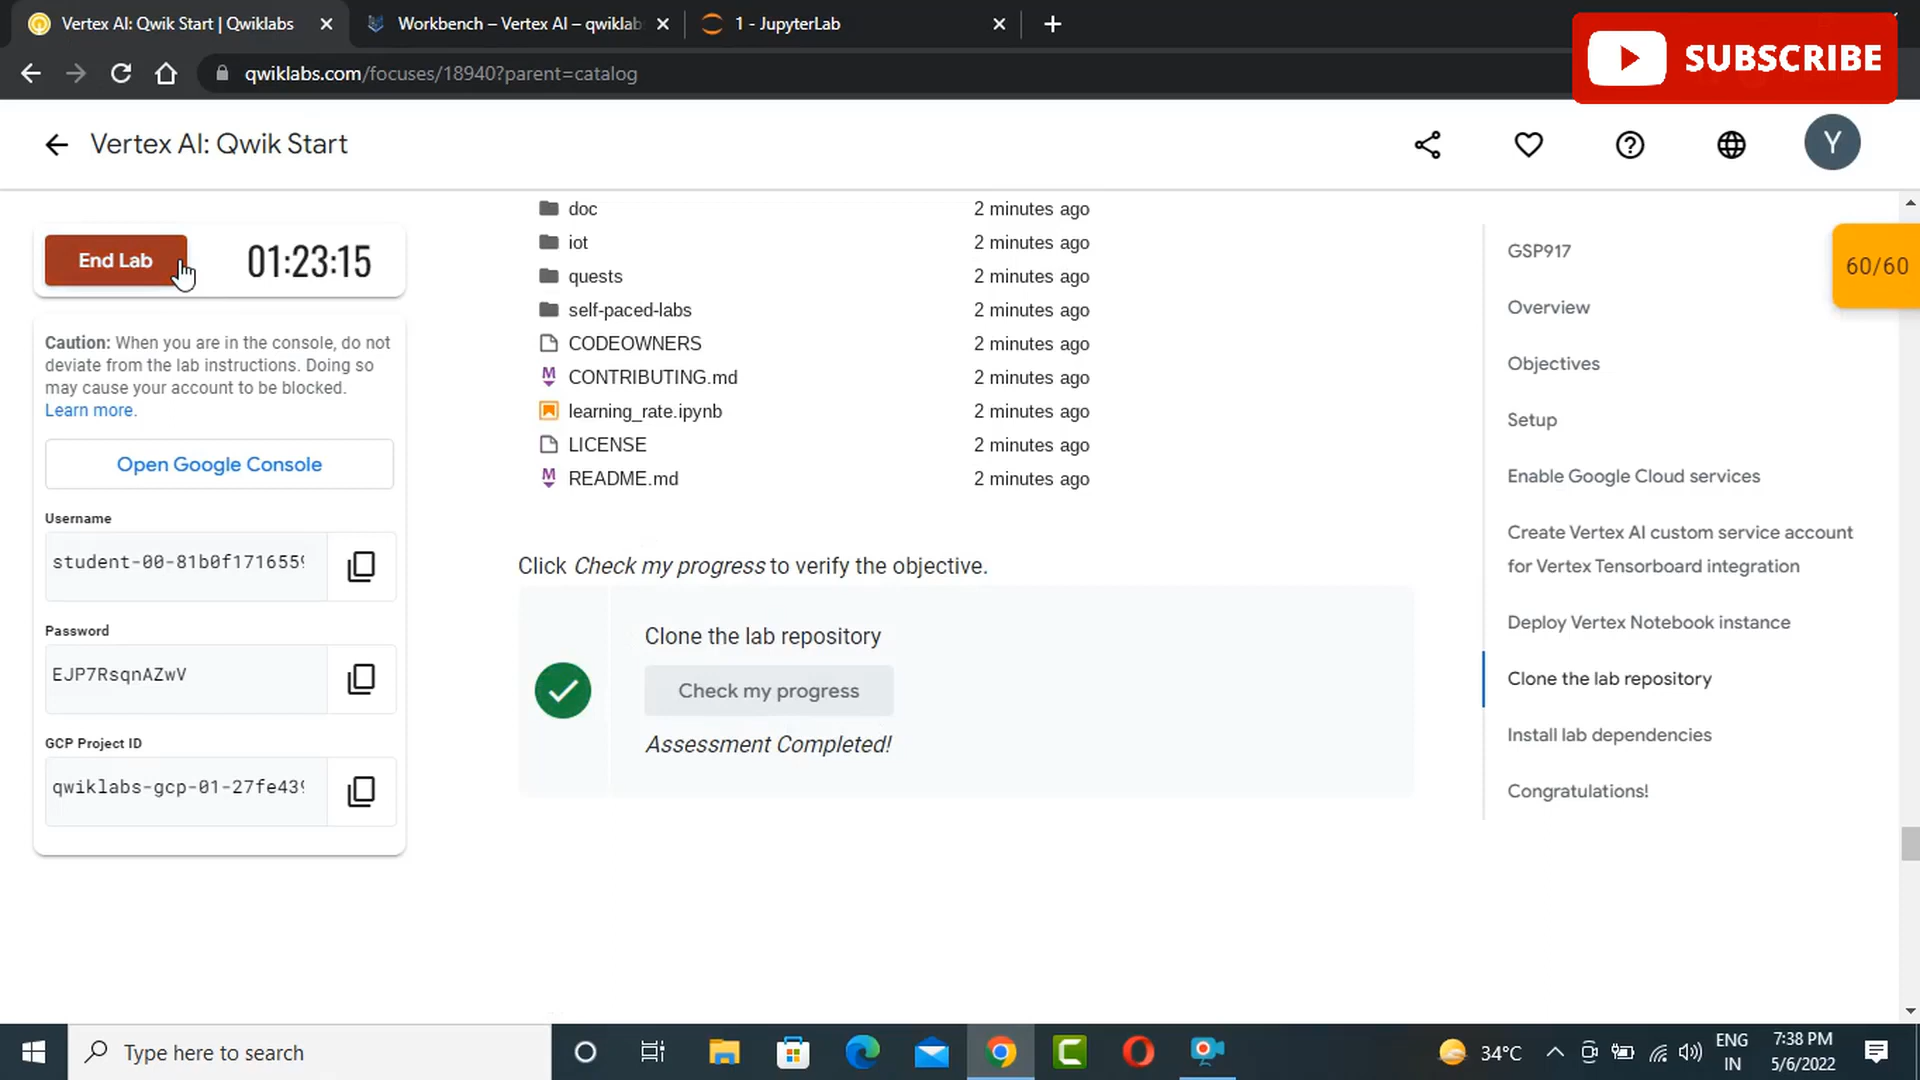 Vertex AI: Qwik Start | Qwiklabs
Workbench – Vertex AI – qwiklab
1 - JupyterLab
qwiklabs.com/focuses/18940?parent=catalog
SUBSCRIBE
Vertex AI: Qwik Start
Y
End Lab
01:23:15
Caution: When you are in the console, do not
deviate from the lab instructions. Doing so
may cause your account to be blocked.
Learn more.
Open Google Console
Username
student-00-81b0f1716559
Password
EJP7RsqnAZwV
GCP Project ID
qwiklabs-gcp-01-27fe439
doc 2 minutes ago
iot 2 minutes ago
quests 2 minutes ago
self-paced-labs 2 minutes ago
CODEOWNERS 2 minutes ago
CONTRIBUTING.md 2 minutes ago
learning_rate.ipynb 2 minutes ago
LICENSE 2 minutes ago
README.md 2 minutes ago
Click Check my progress to verify the objective.
Clone the lab repository
Check my progress
Assessment Completed!
GSP917
Overview
Objectives
Setup
Enable Google Cloud services
Create Vertex AI custom service account
for Vertex Tensorboard integration
Deploy Vertex Notebook instance
Clone the lab repository
Install lab dependencies
Congratulations!
60/60
Type here to search
34°C
ENG
IN
7:38 PM
5/6/2022